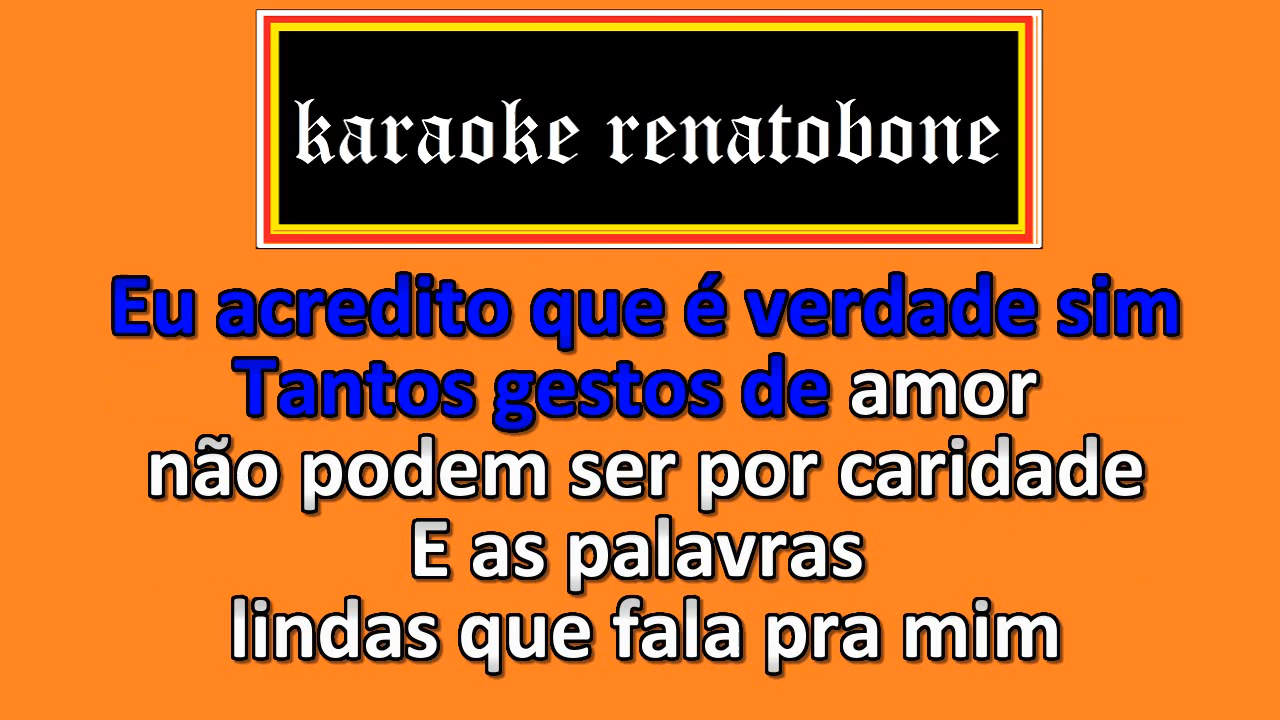 karaoke renatobone
Eu acredito que é verdade sim
Tantos gestos de amor
não podem ser por caridade
E as palavras
lindas que fala pra mim